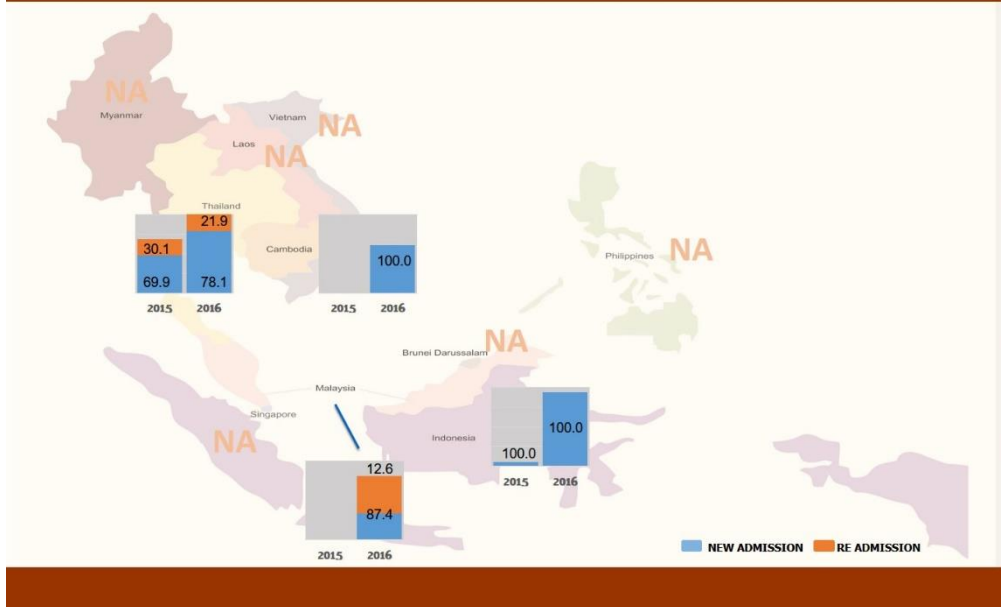 NA
Myanmar
Vietnam
NA
Laos
NA
Thailand
21.9
30.1
69.9
78.1
2015
2016
Cambodia
100.0
2015
2016
NA
Philippines
NA
Brunei Darussalam
Malaysia
Singapore
NA
Indonesia
100.0
100.0
2015
2016
12.6
87.4
2015
2016
NEW ADMISSION
RE ADMISSION